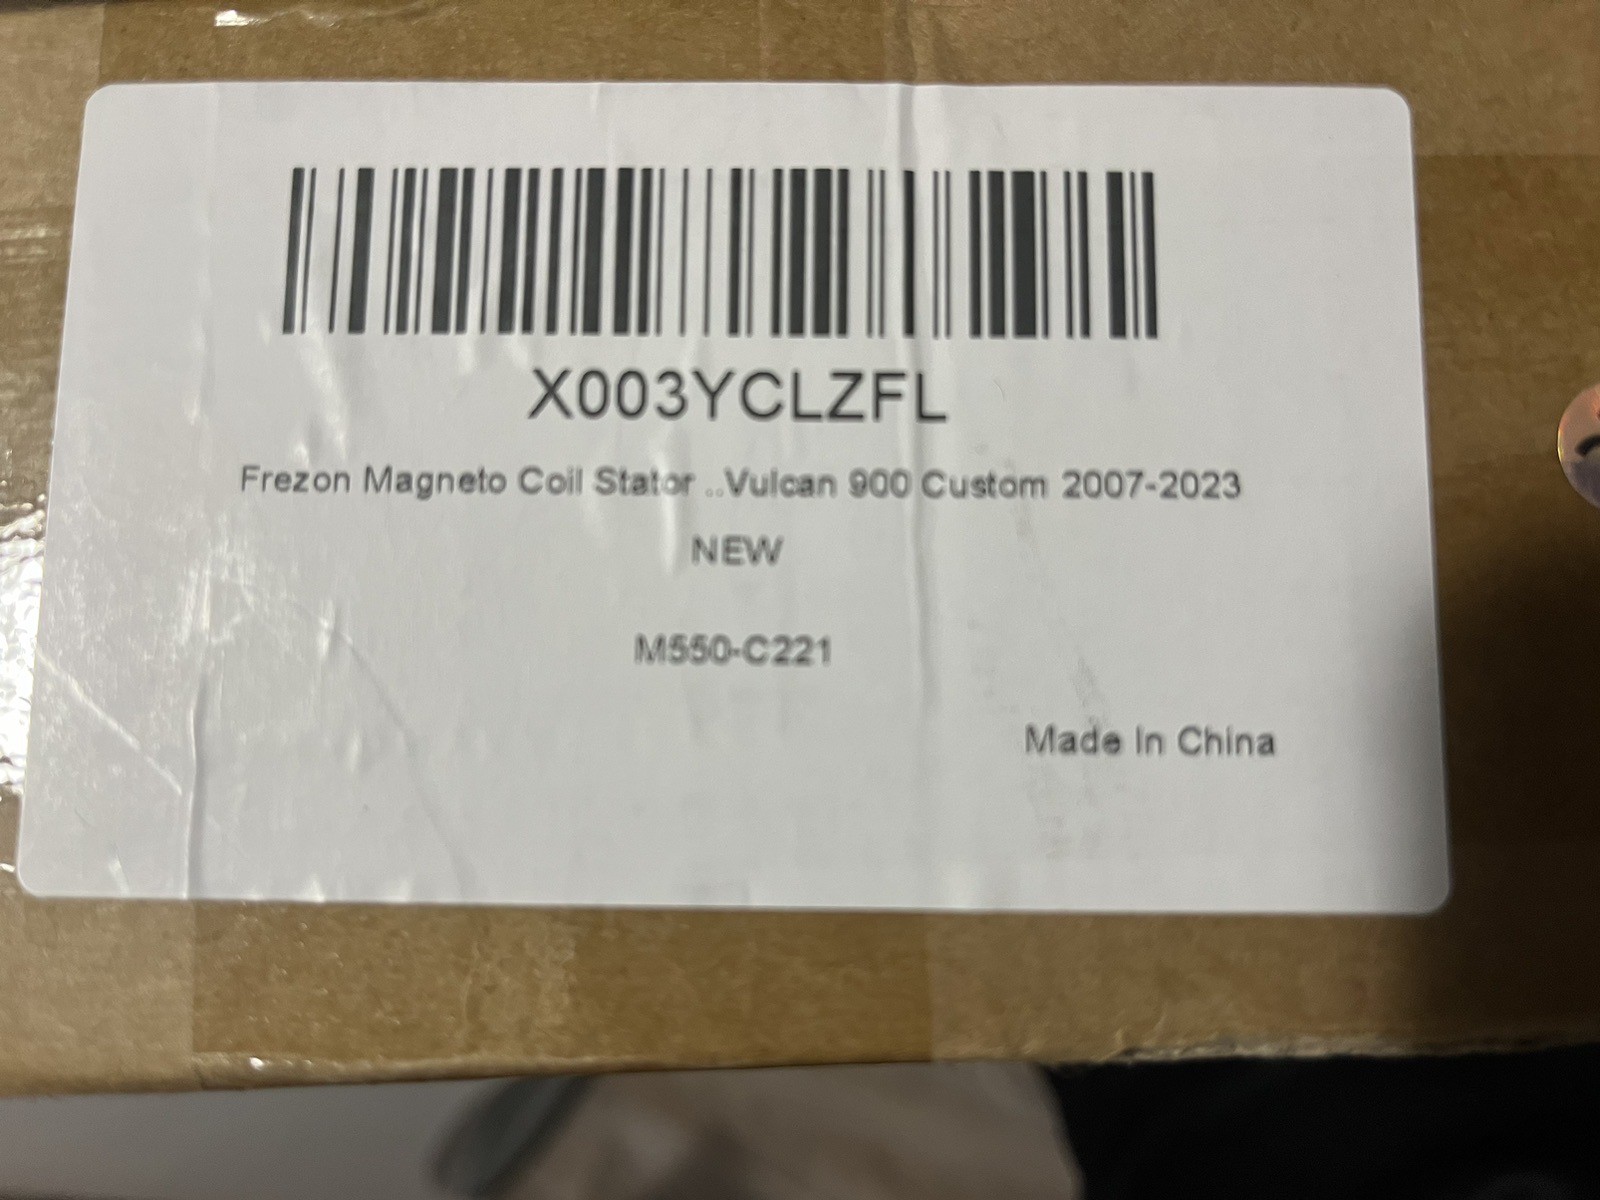 X003YCLZFL
Frezon Magneto Coil Stator ..Vulcan 900 Custom 2007-2023
NEW
M550-C221
Made In China